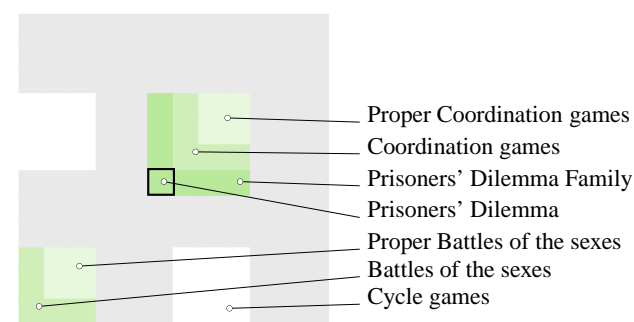 Proper Coordination games
Coordination games
Prisoners’ Dilemma Family
Prisoners’ Dilemma
Proper Battles of the sexes
Battles of the sexes
Cycle games